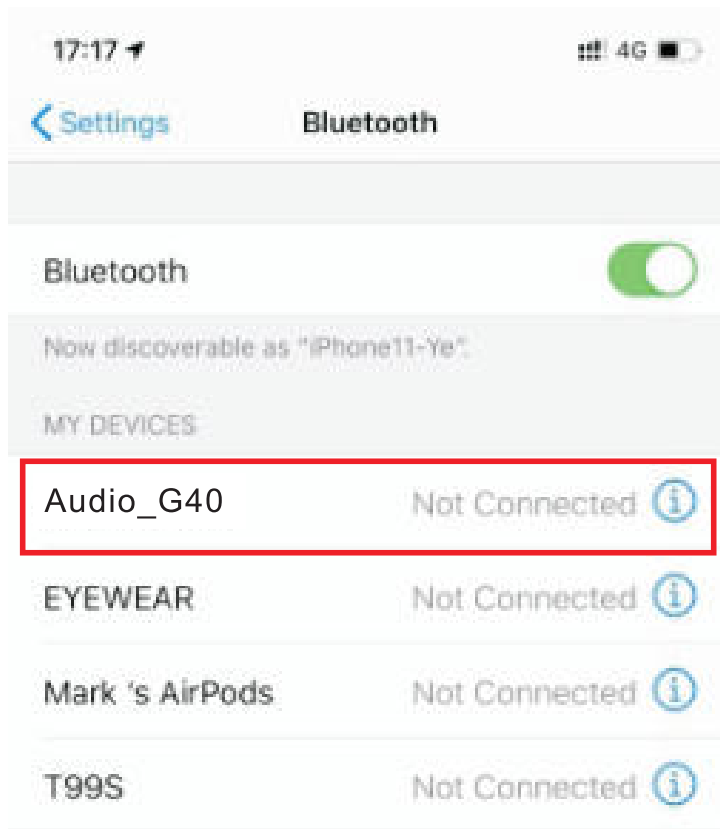 17:17
4G
Settings
Bluetooth
Bluetooth
Now discoverable as "iPhone11-Ye".
MY DEVICES
Audio_G40 Not Connected
EYEWEAR Not Connected
Mark 's AirPods Not Connected
T99S Not Connected